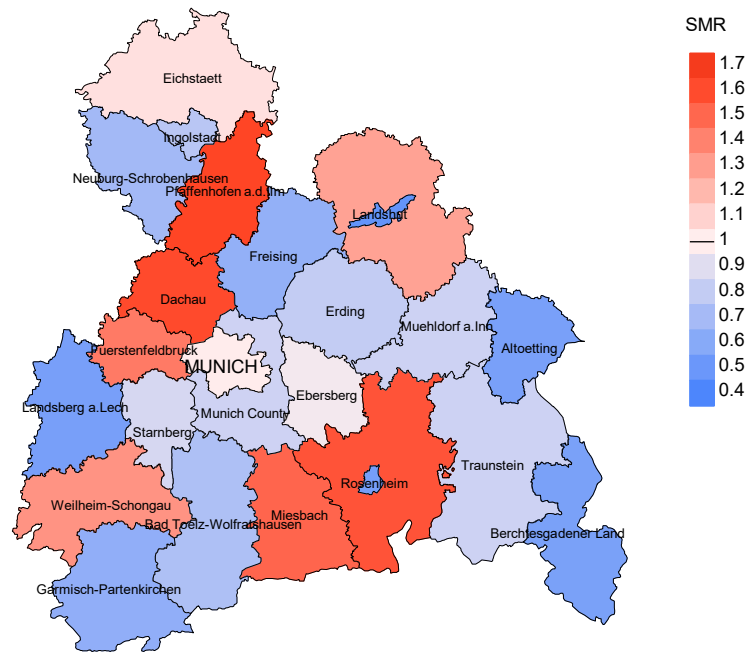 SMR
1.7
1.6
1.5
1.4
1.3
1.2
1.1
1
0.9
0.8
0.7
0.6
0.5
0.4
Eichstaett
Ingolstadt
Neuburg-Schrobenhausen
Pfaffenhofen a.d.Ilm
Landshut
Freising
Dachau
Erding
Muehldorf a.Inn
Fuerstenfeldbruck
Altoetting
MUNICH
Ebersberg
Landsberg a.Lech
Munich County
Starnberg
Traunstein
Rosenheim
Weilheim-Schongau
Miesbach
Bad Toelz-Wolfratshausen
Berchtesgadener Land
Garmisch-Partenkirchen